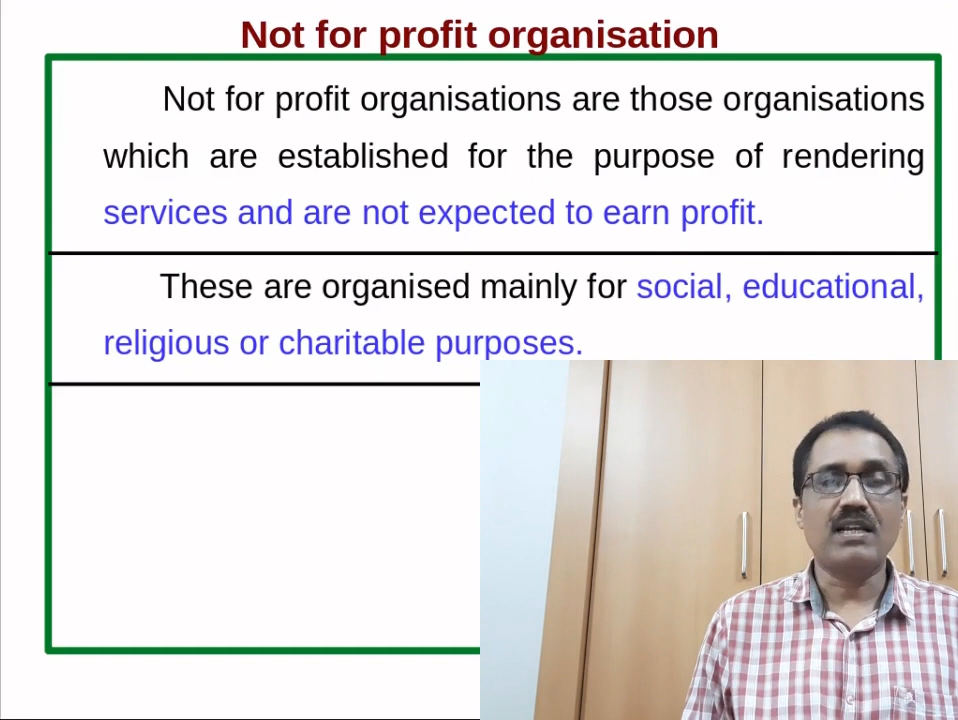 Not for profit organisation
Not for profit organisations are those organisations
which are established for the purpose of rendering
services and are not expected to earn profit.
These are organised mainly for social, educational,
religious or charitable purposes.